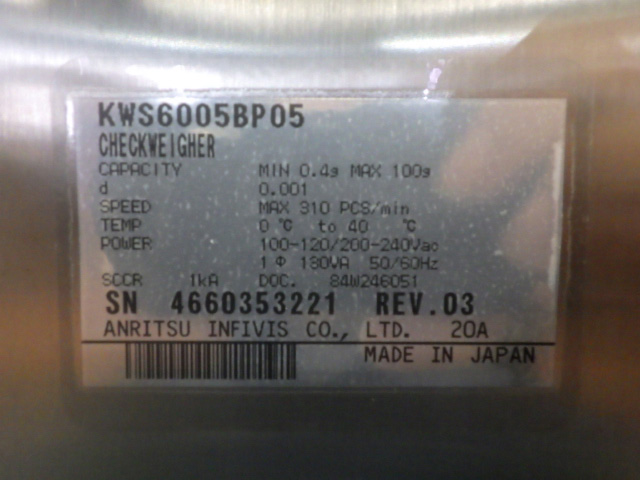 KWS6005BP05
CHECKWEIGHER
CAPACITY MIN 0.4g MAX 100g
d 0.001
SPEED MAX 310 PCS/min
TEMP 0 ℃ to 40 ℃
POWER 100-120/200-240Vac
1 Φ 130VA 50/60Hz
SCCR 1kA DOC. 84W246051
SN 4660353221 REV.03
ANRITSU INFIVIS CO., LTD. 20A
MADE IN JAPAN